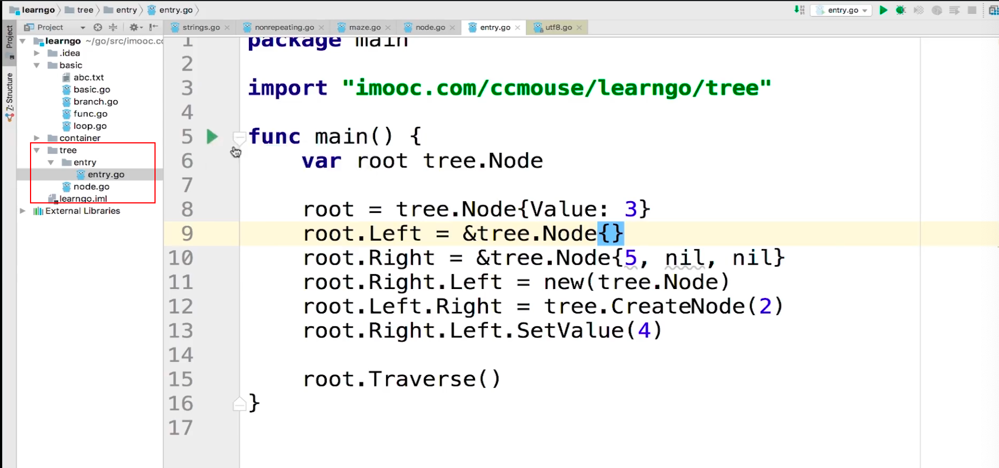 learngo tree entry entry.go
entry.go
Project
strings.go nonrepeating.go maze.go node.go entry.go utf8.go
Project
Z: Structure
learngo ~/go/src/imooc.cc
.idea
basic
abc.txt
basic.go
branch.go
func.go
loop.go
container
tree
entry
entry.go
node.go
learngo.iml
External Libraries
1 package main
2
3 import "imooc.com/ccmouse/learngo/tree"
4
5 func main() {
6 var root tree.Node
7
8 root = tree.Node{Value: 3}
9 root.Left = &tree.Node{}
10 root.Right = &tree.Node{5, nil, nil}
11 root.Right.Left = new(tree.Node)
12 root.Left.Right = tree.CreateNode(2)
13 root.Right.Left.SetValue(4)
14
15 root.Traverse()
16 }
17